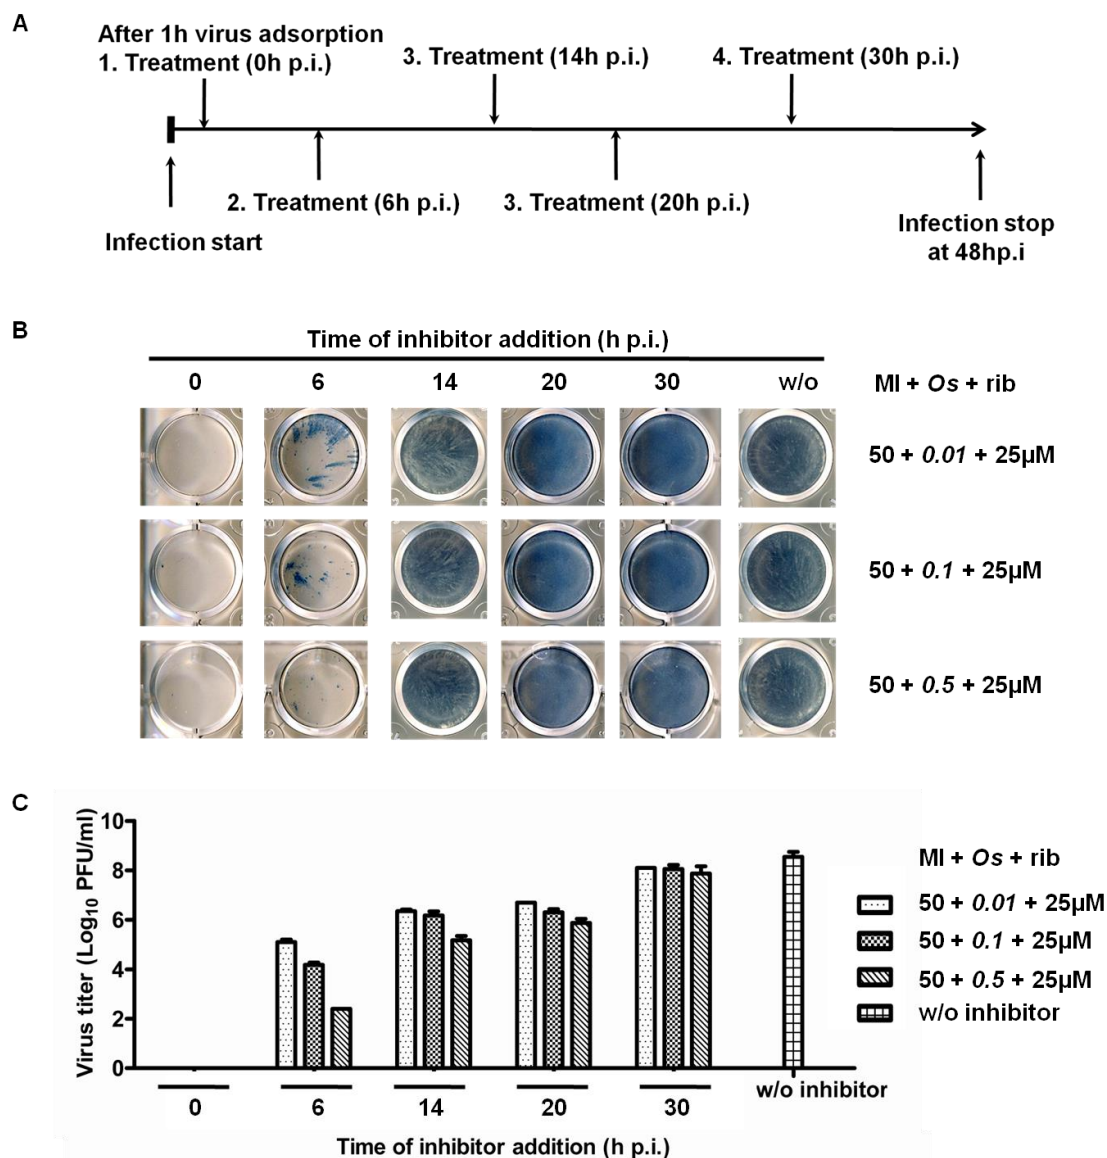 A
After 1h virus adsorption
1. Treatment (0h p.i.)
3. Treatment (14h p.i.)
4. Treatment (30h p.i.)
2. Treatment (6h p.i.)
3. Treatment (20h p.i.)
Infection start
Infection stop
at 48hp.i
B
Time of inhibitor addition (h p.i.)
0 6 14 20 30 w/o MI + Os + rib
50 + 0.01 + 25µM
50 + 0.1 + 25µM
50 + 0.5 + 25µM
C
Virus titer (Log10 PFU/ml)
10
8
6
4
2
0
MI + Os + rib
50 + 0.01 + 25µM
50 + 0.1 + 25µM
50 + 0.5 + 25µM
w/o inhibitor
0 6 14 20 30 w/o inhibitor
Time of inhibitor addition (h p.i.)